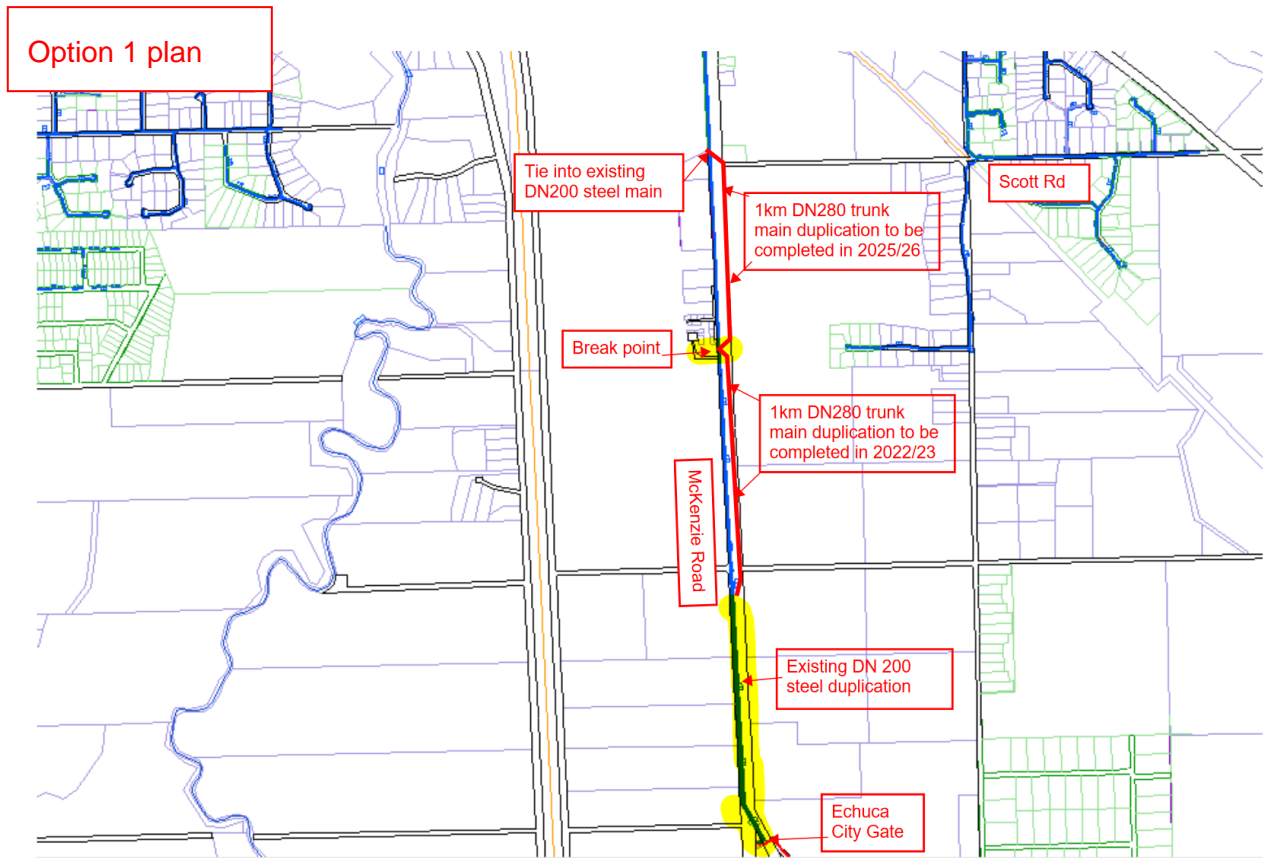 Option 1 plan
Tie into existing
DN200 steel main
Scott Rd
1km DN280 trunk
main duplication to be
completed in 2025/26
Break point
1km DN280 trunk
main duplication to be
completed in 2022/23
McKenzie Road
Existing DN 200
steel duplication
Echuca
City Gate